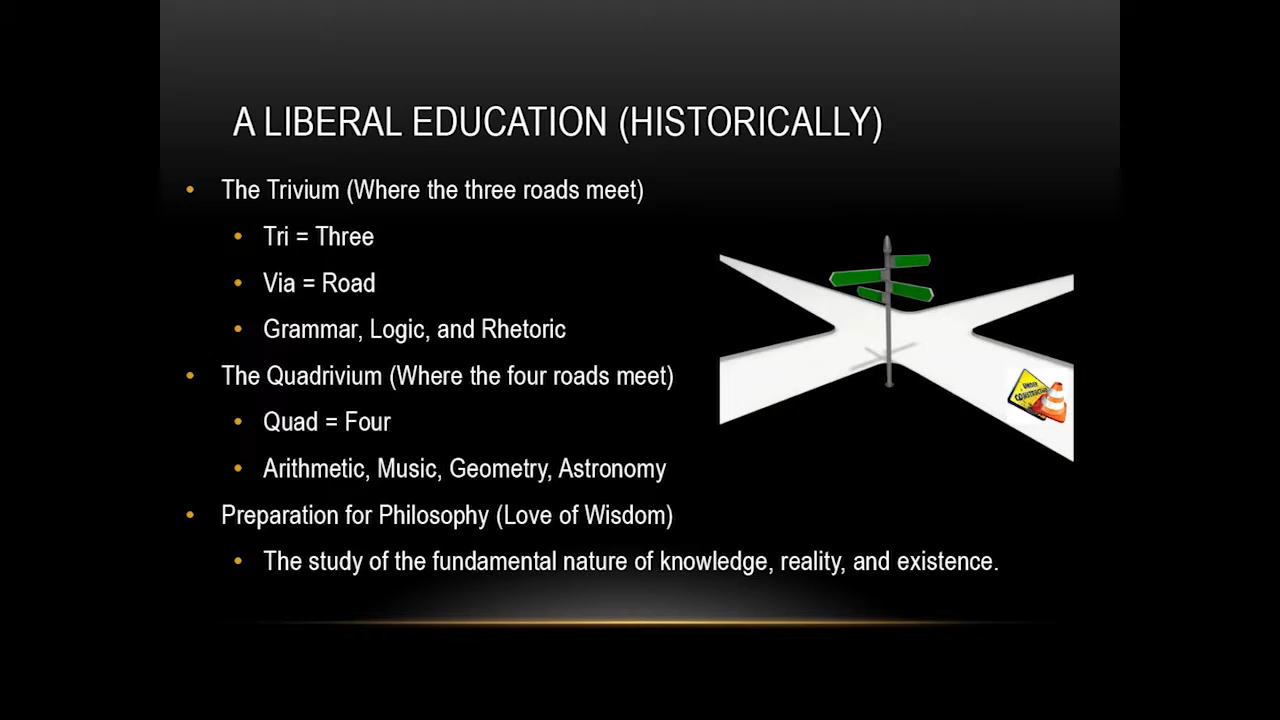 A LIBERAL EDUCATION (HISTORICALLY)
• The Trivium (Where the three roads meet)
• Tri = Three
• Via = Road
• Grammar, Logic, and Rhetoric
• The Quadrivium (Where the four roads meet)
• Quad = Four
• Arithmetic, Music, Geometry, Astronomy
• Preparation for Philosophy (Love of Wisdom)
• The study of the fundamental nature of knowledge, reality, and existence.
UNDER